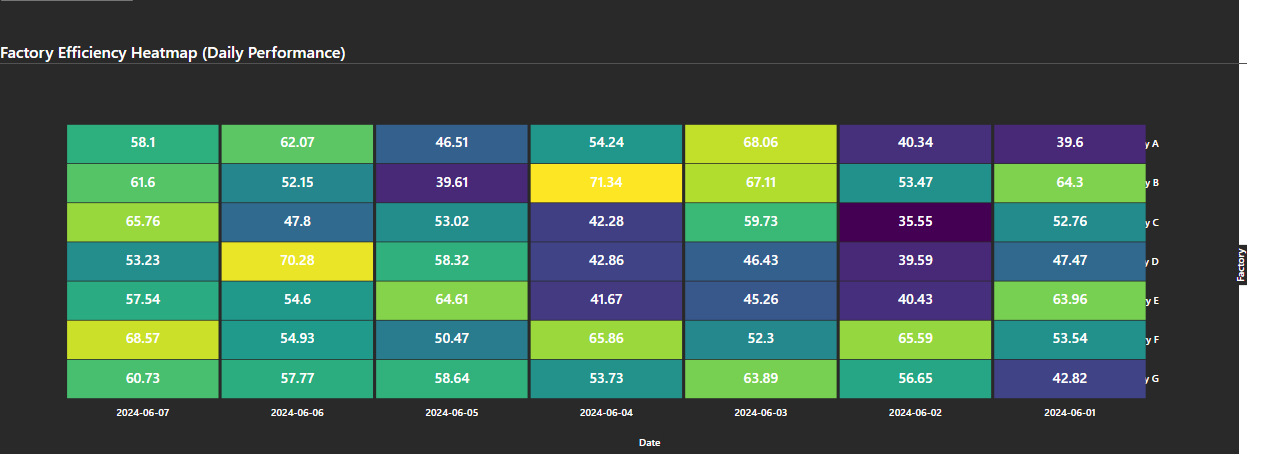 Factory Efficiency Heatmap (Daily Performance)
58.1 62.07 46.51 54.24 68.06 40.34 39.6 y A
61.6 52.15 39.61 71.34 67.11 53.47 64.3 y B
65.76 47.8 53.02 42.28 59.73 35.55 52.76 y C
53.23 70.28 58.32 42.86 46.43 39.59 47.47 y D
57.54 54.6 64.61 41.67 45.26 40.43 63.96 y E
68.57 54.93 50.47 65.86 52.3 65.59 53.54 y F
60.73 57.77 58.64 53.73 63.89 56.65 42.82 y G
2024-06-07 2024-06-06 2024-06-05 2024-06-04 2024-06-03 2024-06-02 2024-06-01
Date
Factory